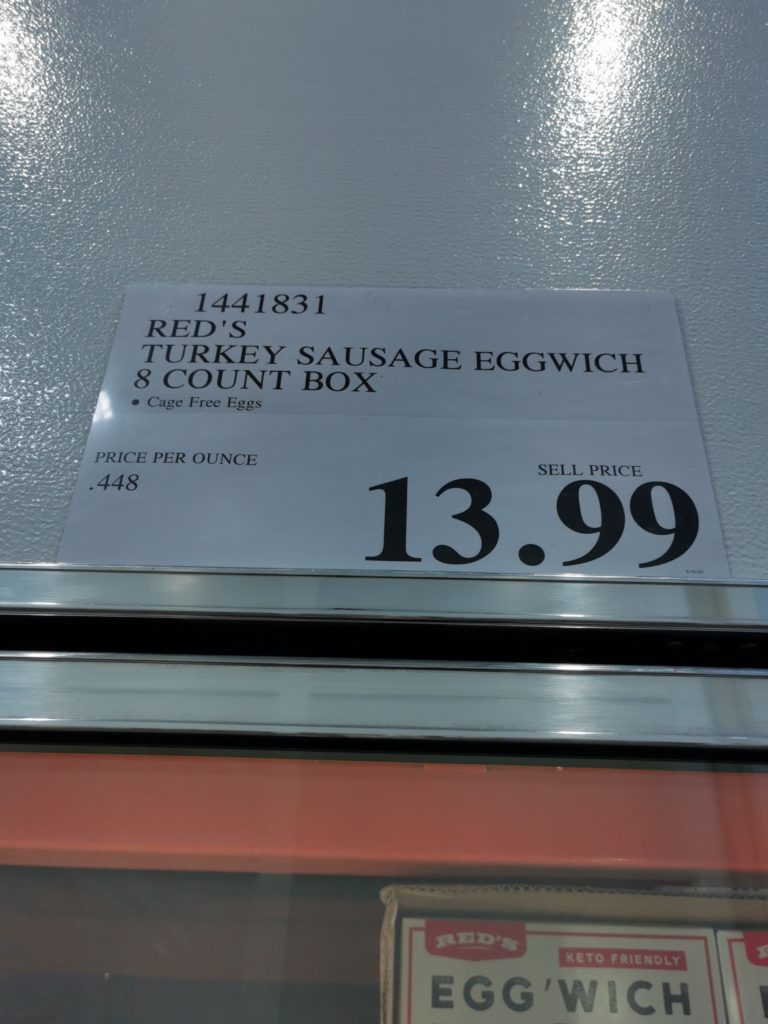 1441831
RED'S
TURKEY SAUSAGE EGGWICH
8 COUNT BOX
• Cage Free Eggs
PRICE PER OUNCE
.448
SELL PRICE
13.99
RED'S
KETO FRIENDLY
EGG'WICH